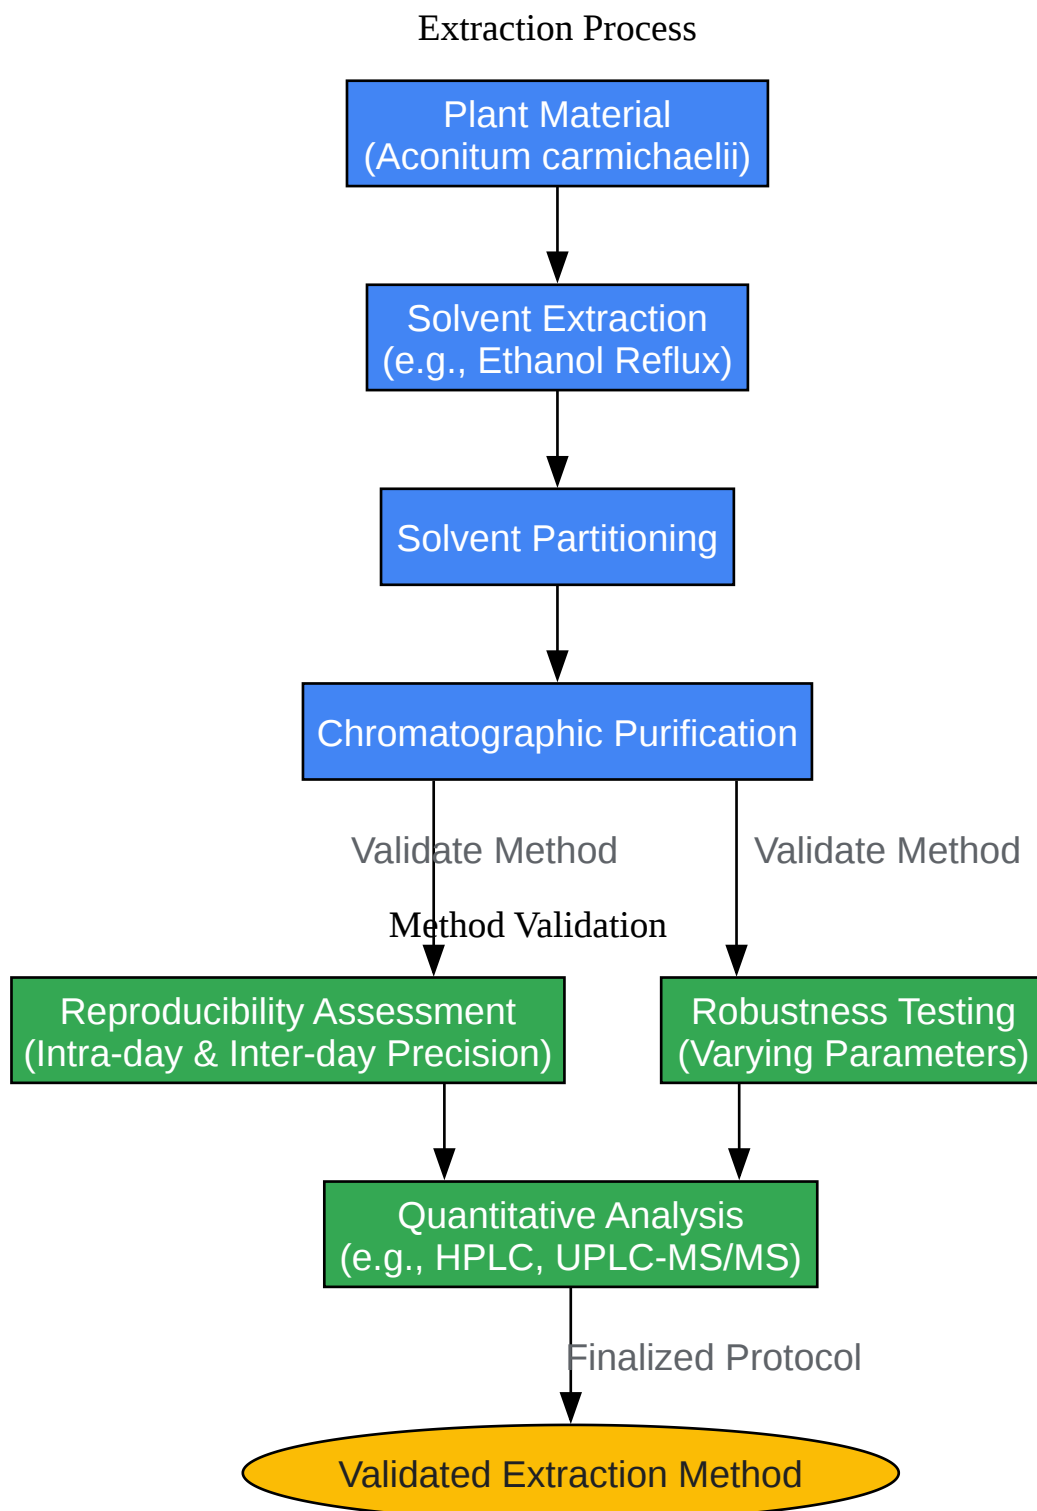 Extraction Process
Plant Material
(Aconitum carmichaelii)
Solvent Extraction
(e.g., Ethanol Reflux)
Solvent Partitioning
Chromatographic Purification
Validate Method
Validate Method
Method Validation
Reproducibility Assessment
(Intra-day & Inter-day Precision)
Robustness Testing
(Varying Parameters)
Quantitative Analysis
(e.g., HPLC, UPLC-MS/MS)
Finalized Protocol
Validated Extraction Method